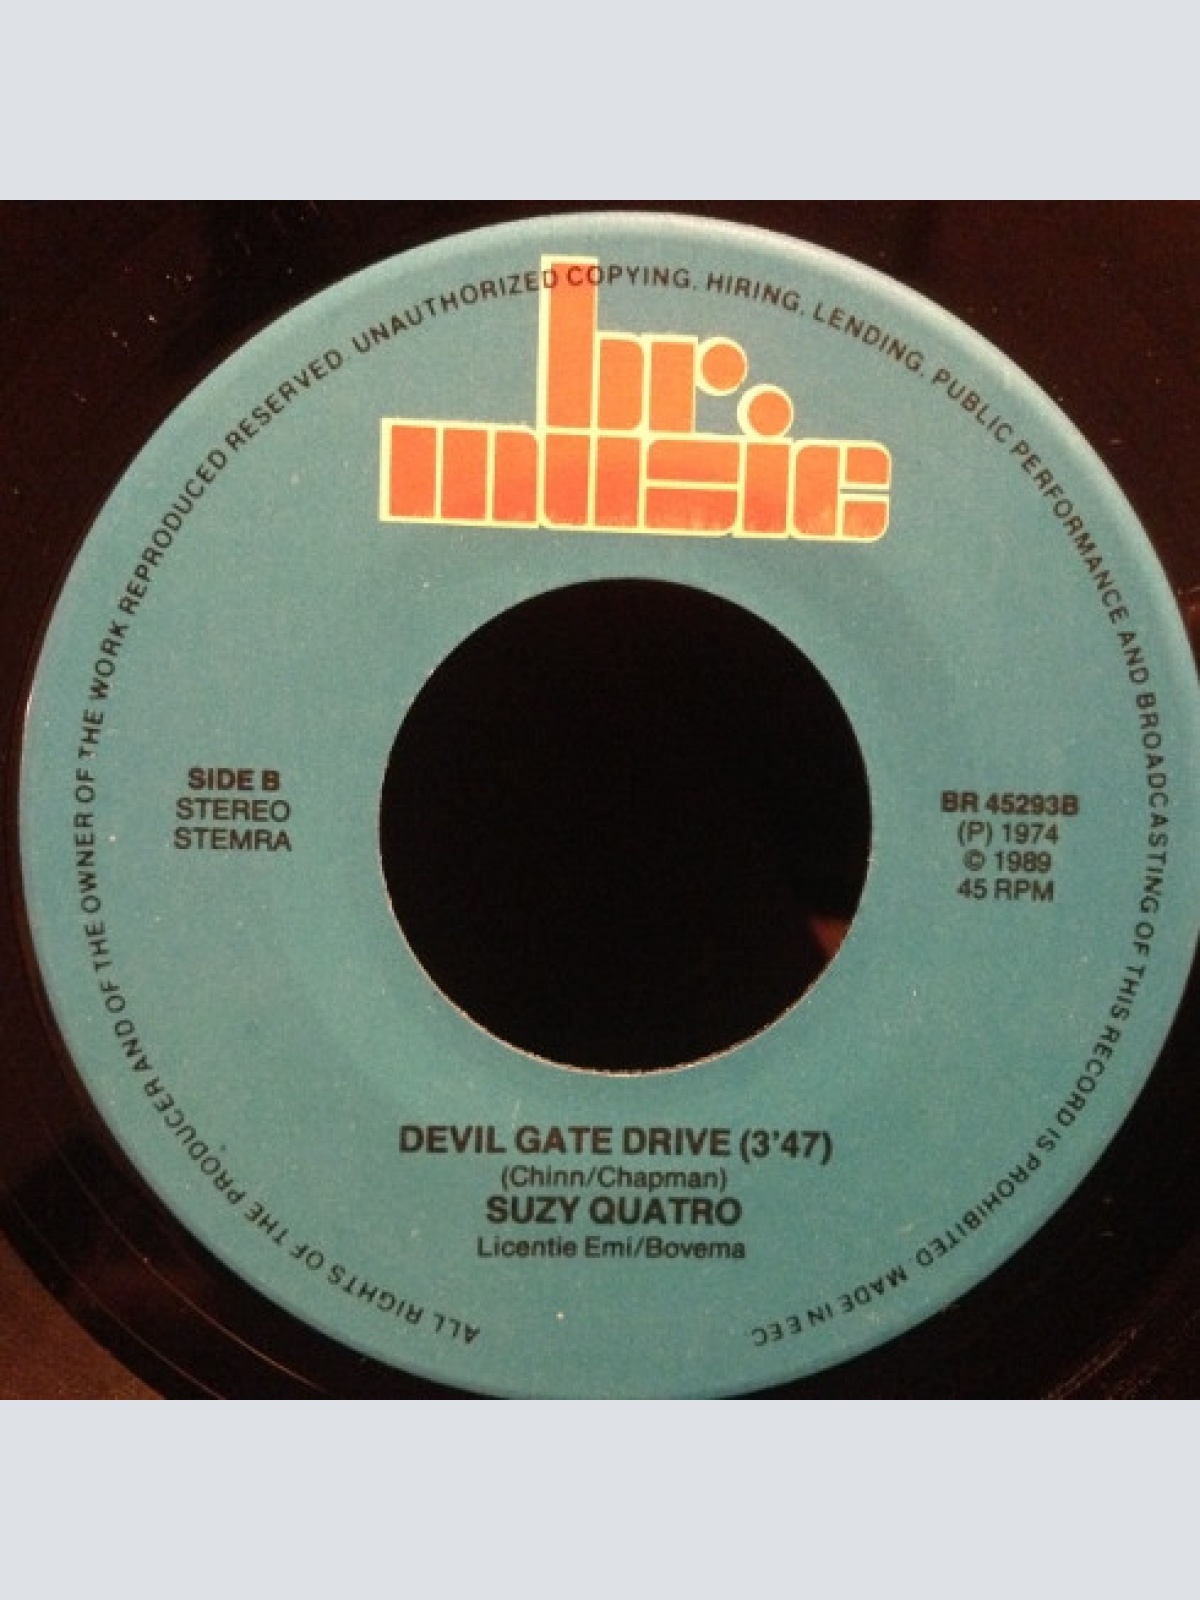 ALL RIGHTS OF THE PRODUCER AND OF THE OWNER OF THE WORK REPRODUCED RESERVED. UNAUTHORIZED COPYING, HIRING, LENDING, PUBLIC PERFORMANCE AND BROADCASTING OF THIS RECORD IS PROHIBITED. MADE IN EEC.
br.
music
SIDE B
STEREO
STEMRA
BR 45293B
(P) 1974
© 1989
45 RPM
DEVIL GATE DRIVE (3'47)
(Chinn/Chapman)
SUZY QUATRO
Licentie Emi/Bovema